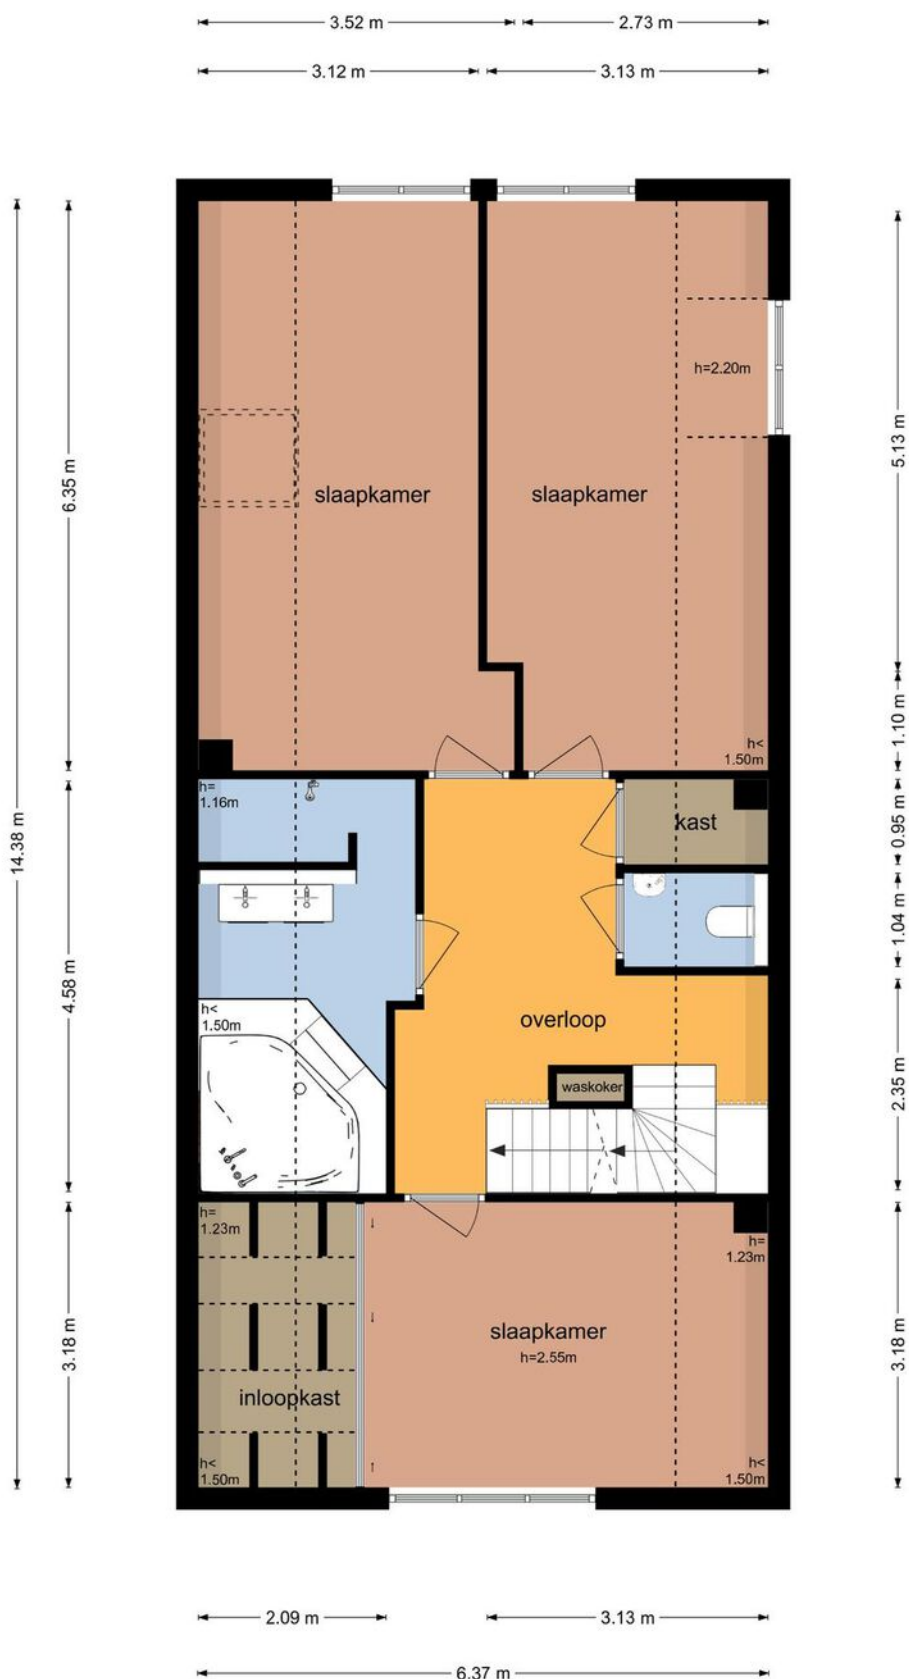 3.52 m
2.73 m
3.12 m
3.13 m
14.38 m
6.35 m
5.13 m
h=2.20m
slaapkamer
slaapkamer
1.10 m
h<
1.50m
h=
1.16m
kast
0.95 m
1.04 m
4.58 m
h<
1.50m
overloop
waskoker
2.35 m
h=
1.23m
h=
1.23m
3.18 m
slaapkamer
h=2.55m
3.18 m
inloopkast
h<
1.50m
h<
1.50m
2.09 m
3.13 m
6.37 m